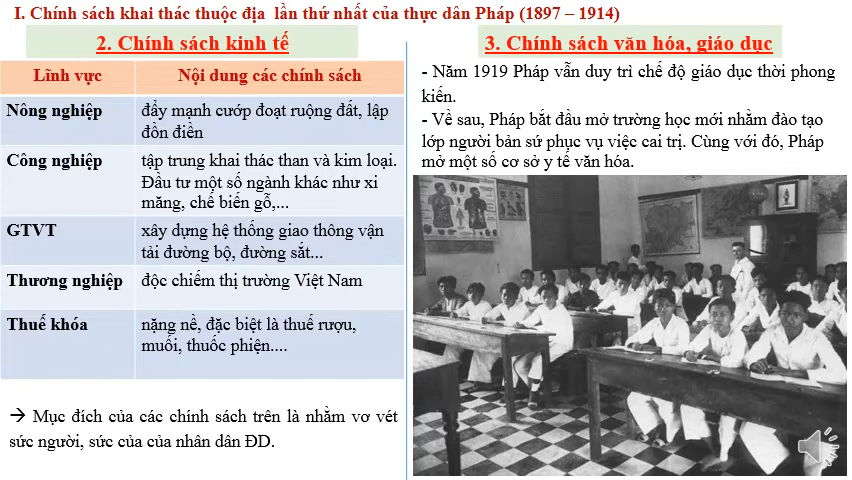 I. Chính sách khai thác thuộc địa lần thứ nhất của thực dân Pháp (1897 – 1914)
2. Chính sách kinh tế
Lĩnh vực Nội dung các chính sách
Nông nghiệp đẩy mạnh cướp đoạt ruộng đất, lập
đồn điền
Công nghiệp tập trung khai thác than và kim loại.
Đầu tư một số ngành khác như xi
măng, chế biến gỗ,...
GTVT xây dựng hệ thống giao thông vận
tải đường bộ, đường sắt...
Thương nghiệp độc chiếm thị trường Việt Nam
Thuế khóa nặng nề, đặc biệt là thuế rượu,
muối, thuốc phiện....
→ Mục đích của các chính sách trên là nhằm vơ vét
sức người, sức của của nhân dân ĐD.
3. Chính sách văn hóa, giáo dục
- Năm 1919 Pháp vẫn duy trì chế độ giáo dục thời phong
kiến.
- Về sau, Pháp bắt đầu mở trường học mới nhằm đào tạo
lớp người bản sứ phục vụ việc cai trị. Cùng với đó, Pháp
mở một số cơ sở y tế văn hóa.